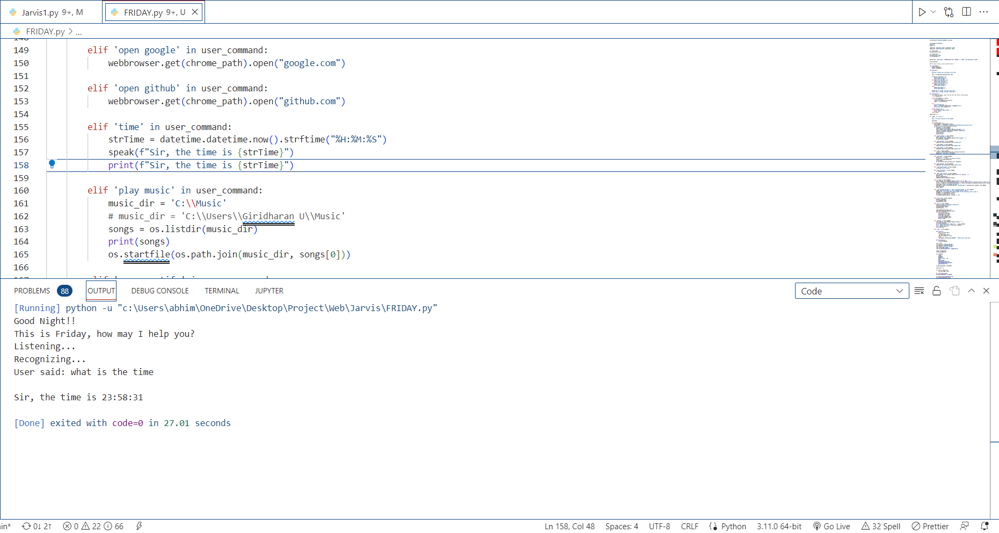 Jarvis1.py 9+, M
FRIDAY.py 9+, U
FRIDAY.py > ...
149 elif 'open google' in user_command:
150 webbrowser.get(chrome_path).open("google.com")
151
152 elif 'open github' in user_command:
153 webbrowser.get(chrome_path).open("github.com")
154
155 elif 'time' in user_command:
156 strTime = datetime.datetime.now().strftime("%H:%M:%S")
157 speak(f"Sir, the time is {strTime}")
158 print(f"Sir, the time is {strTime}")
159
160 elif 'play music' in user_command:
161 music_dir = 'C:\\Music'
162 # music_dir = 'C:\\Users\\Giridharan U\\Music'
163 songs = os.listdir(music_dir)
164 print(songs)
165 os.startfile(os.path.join(music_dir, songs[0]))
166
PROBLEMS 88 OUTPUT DEBUG CONSOLE TERMINAL JUPYTER Code
[Running] python -u "c:\Users\abhim\OneDrive\Desktop\Project\Web\Jarvis\FRIDAY.py"
Good Night!!
This is Friday, how may I help you?
Listening...
Recognizing...
User said: what is the time
Sir, the time is 23:58:31
[Done] exited with code=0 in 27.01 seconds
in* 0↓ 2↑ 0 22 66 Ln 158, Col 48 Spaces: 4 UTF-8 CRLF Python 3.11.0 64-bit Go Live 32 Spell Prettier